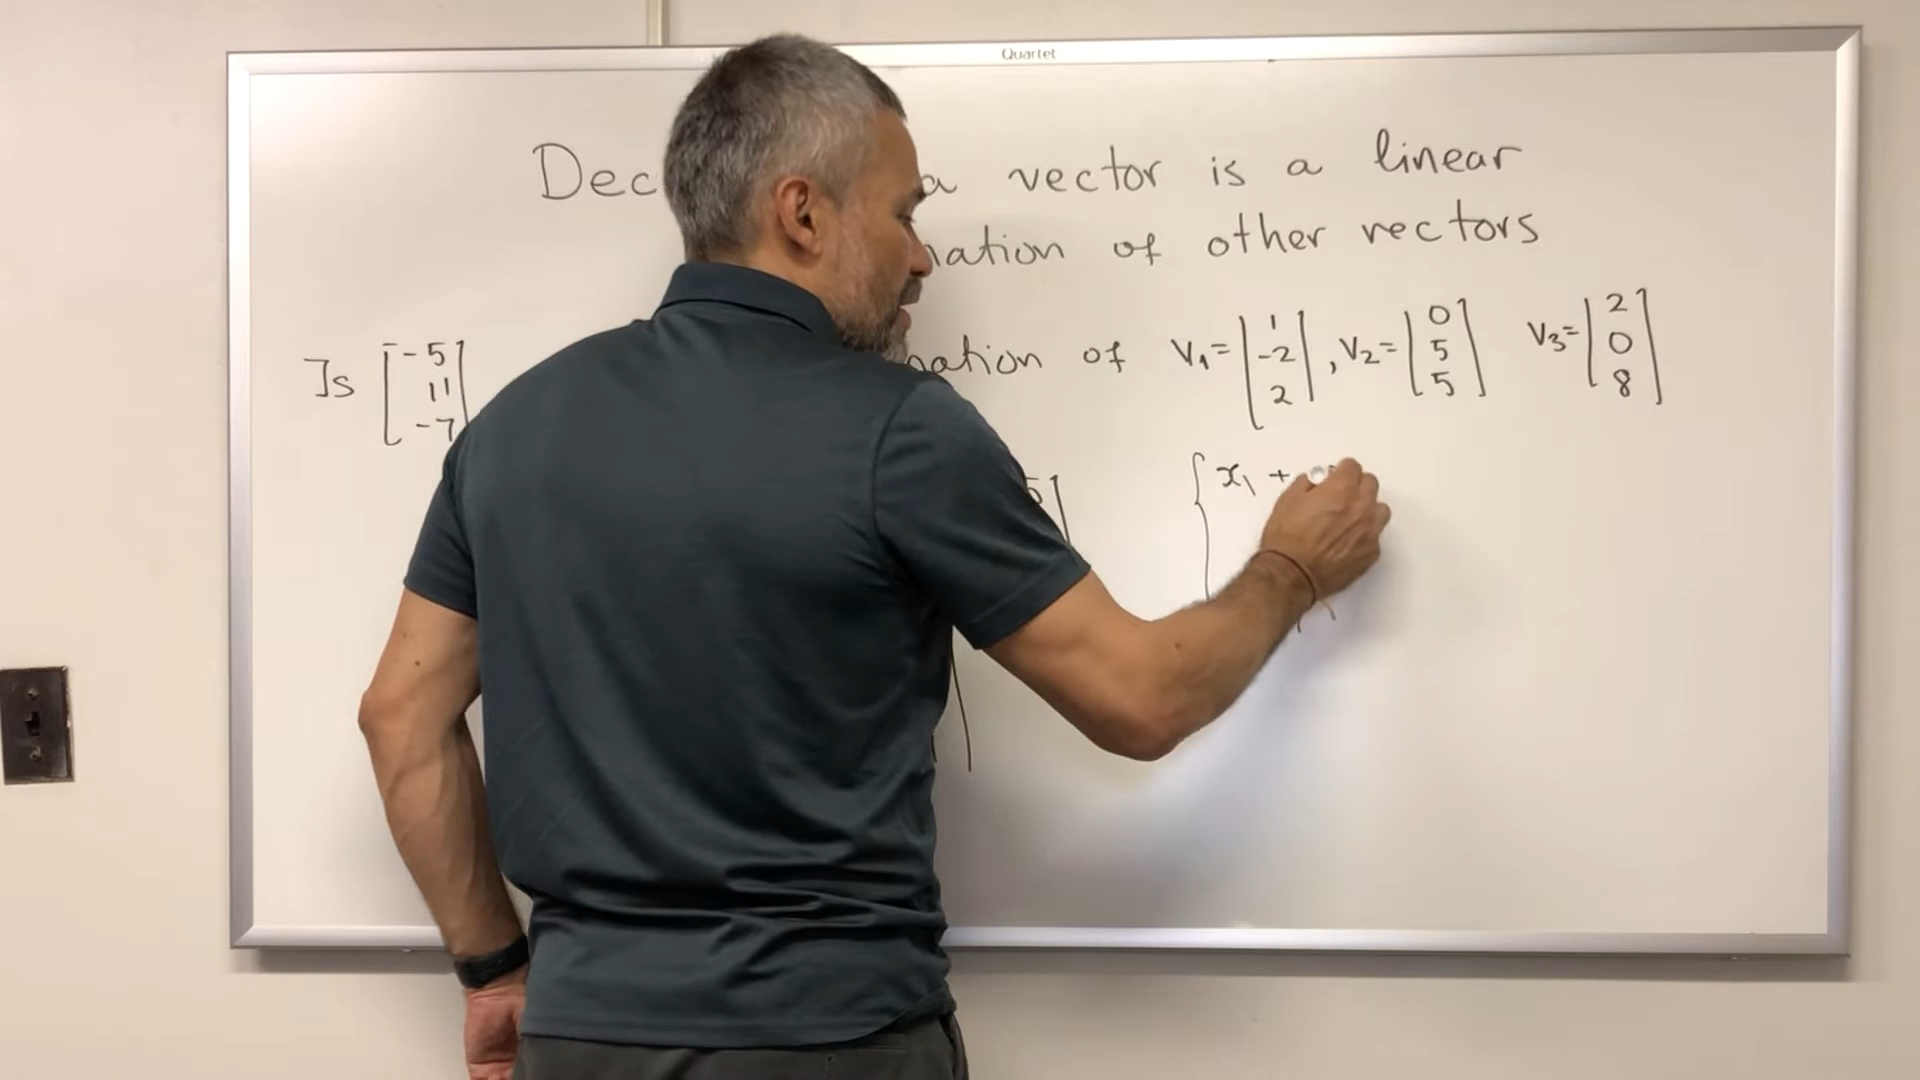 Quartet
Dec a vector is a linear
nation of other vectors
Is [-5 11 -7] nation of V1 = [1 -2 2], V2 = [0 5 5] V3 = [2 0 8]
{ x1 +